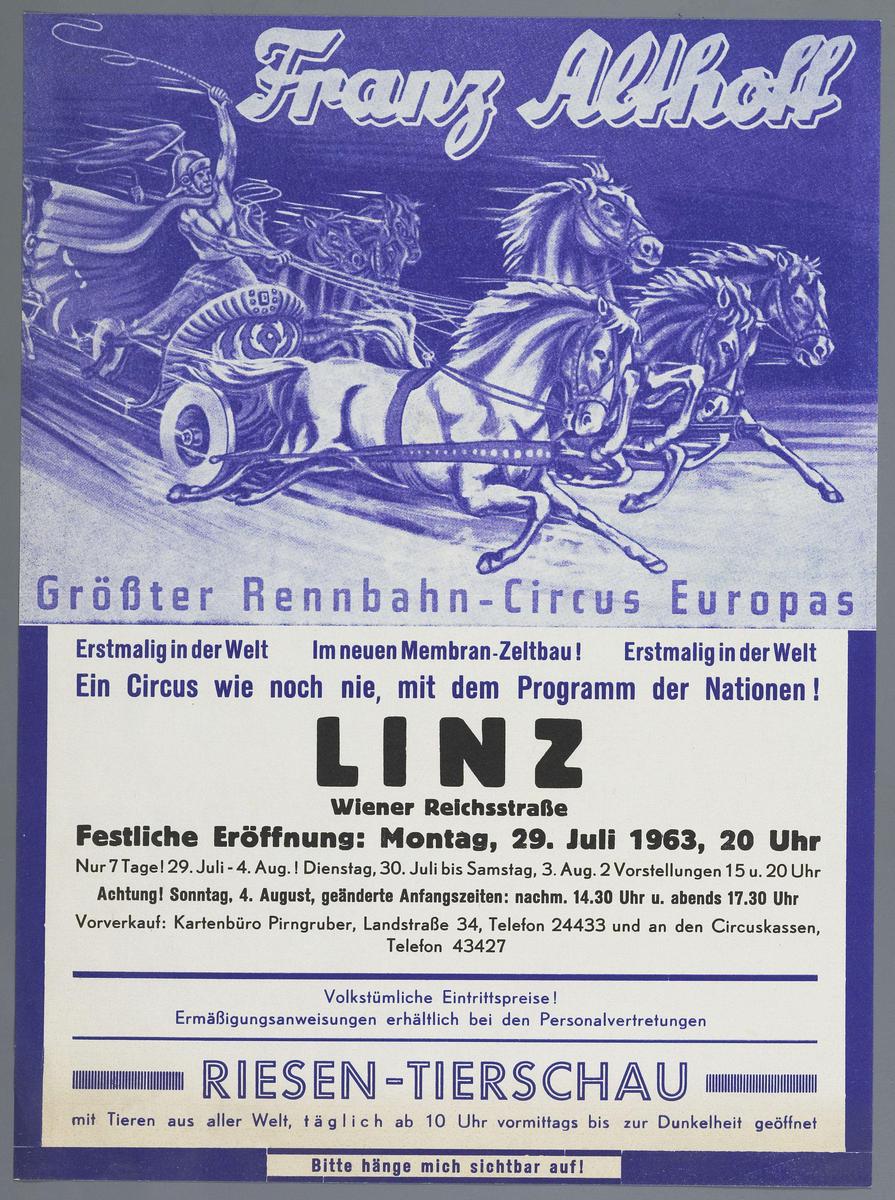 Franz Althoff
Größter Rennbahn-Circus Europas
Erstmalig in der Welt Im neuen Membran-Zeltbau! Erstmalig in der Welt
Ein Circus wie noch nie, mit dem Programm der Nationen!
LINZ
Wiener Reichsstraße
Festliche Eröffnung: Montag, 29. Juli 1963, 20 Uhr
Nur 7 Tage! 29. Juli - 4. Aug.! Dienstag, 30. Juli bis Samstag, 3. Aug. 2 Vorstellungen 15 u. 20 Uhr
Achtung! Sonntag, 4. August, geänderte Anfangszeiten: nachm. 14.30 Uhr u. abends 17.30 Uhr
Vorverkauf: Kartenbüro Pirngruber, Landstraße 34, Telefon 24433 und an den Circuskassen,
Telefon 43427
Volkstümliche Eintrittspreise!
Ermäßigungsanweisungen erhältlich bei den Personalvertretungen
RIESEN-TIERSCHAU
mit Tieren aus aller Welt, täglich ab 10 Uhr vormittags bis zur Dunkelheit geöffnet
Bitte hänge mich sichtbar auf!